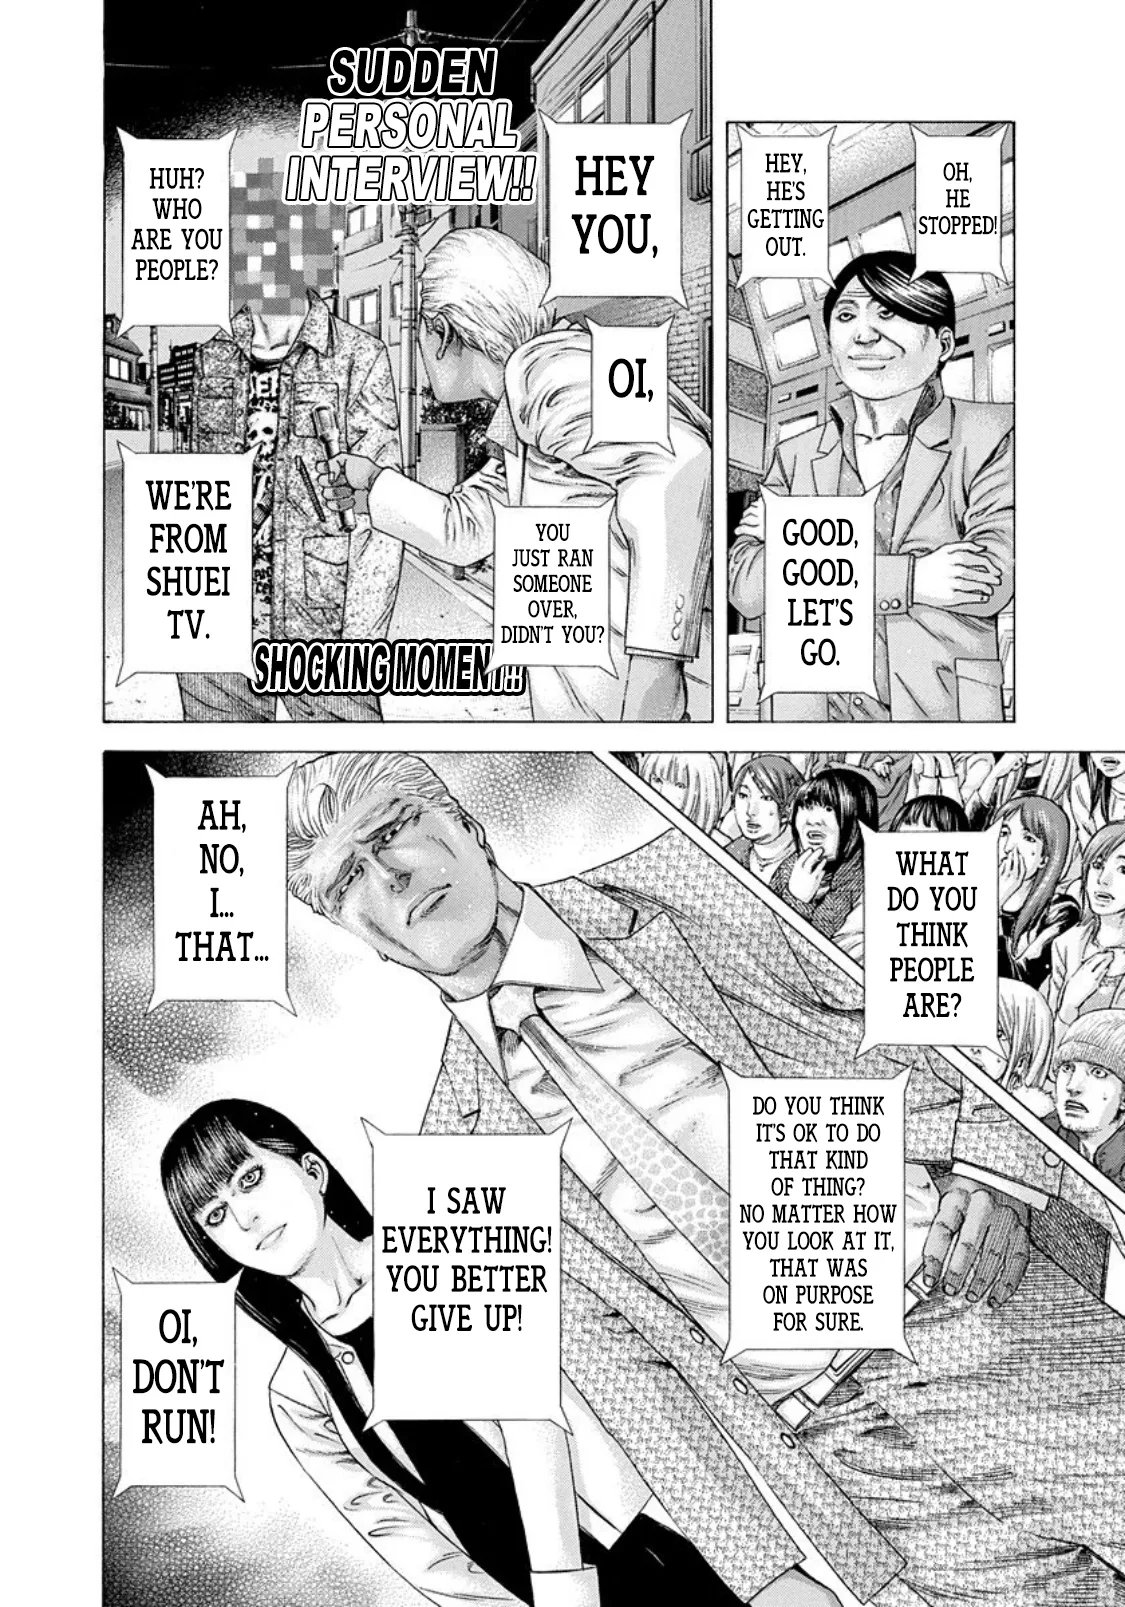 OH,
HE
STOPPED!
HEY,
HE'S
GETTING
OUT.
GOOD,
GOOD,
LET'S
GO.
SUDDEN
PERSONAL
INTERVIEW!!
HEY
YOU,
OI,
YOU
JUST RAN
SOMEONE
OVER,
DIDN'T YOU?
HUH?
WHO
ARE YOU
PEOPLE?
WE'RE
FROM
SHUEI
TV.
SHOCKING MOMENT!!
WHAT
DO YOU
THINK
PEOPLE
ARE?
DO YOU THINK
IT'S OK TO DO
THAT KIND
OF THING?
NO MATTER HOW
YOU LOOK AT IT,
THAT WAS
ON PURPOSE
FOR SURE.
AH,
NO,
I...
THAT...
I SAW
EVERYTHING!
YOU BETTER
GIVE UP!
OI,
DON'T
RUN!